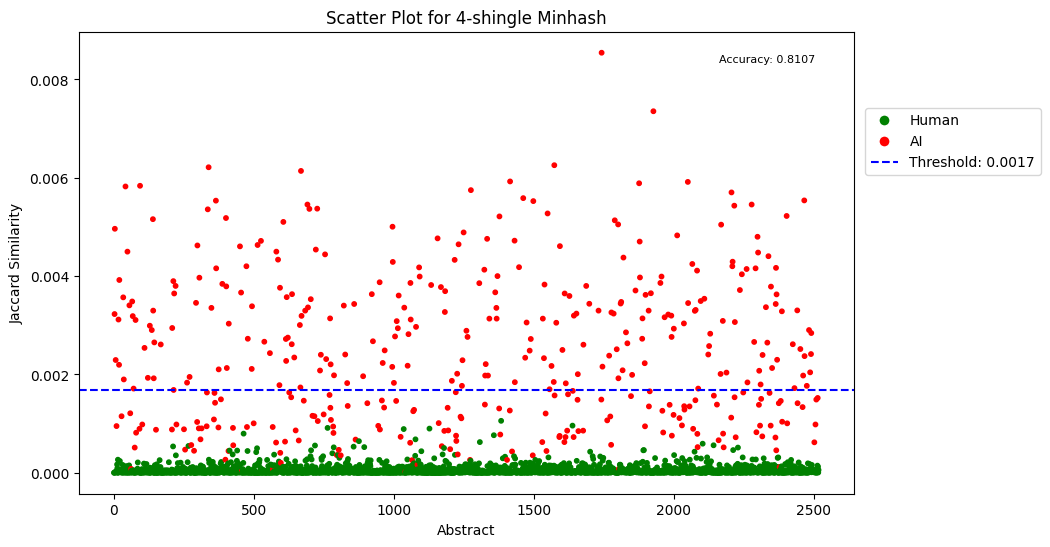 Scatter Plot for 4-shingle Minhash
Accuracy: 0.8107
Human
AI
Threshold: 0.0017
Jaccard Similarity
0.008
0.006
0.004
0.002
0.000
0 500 1000 1500 2000 2500
Abstract